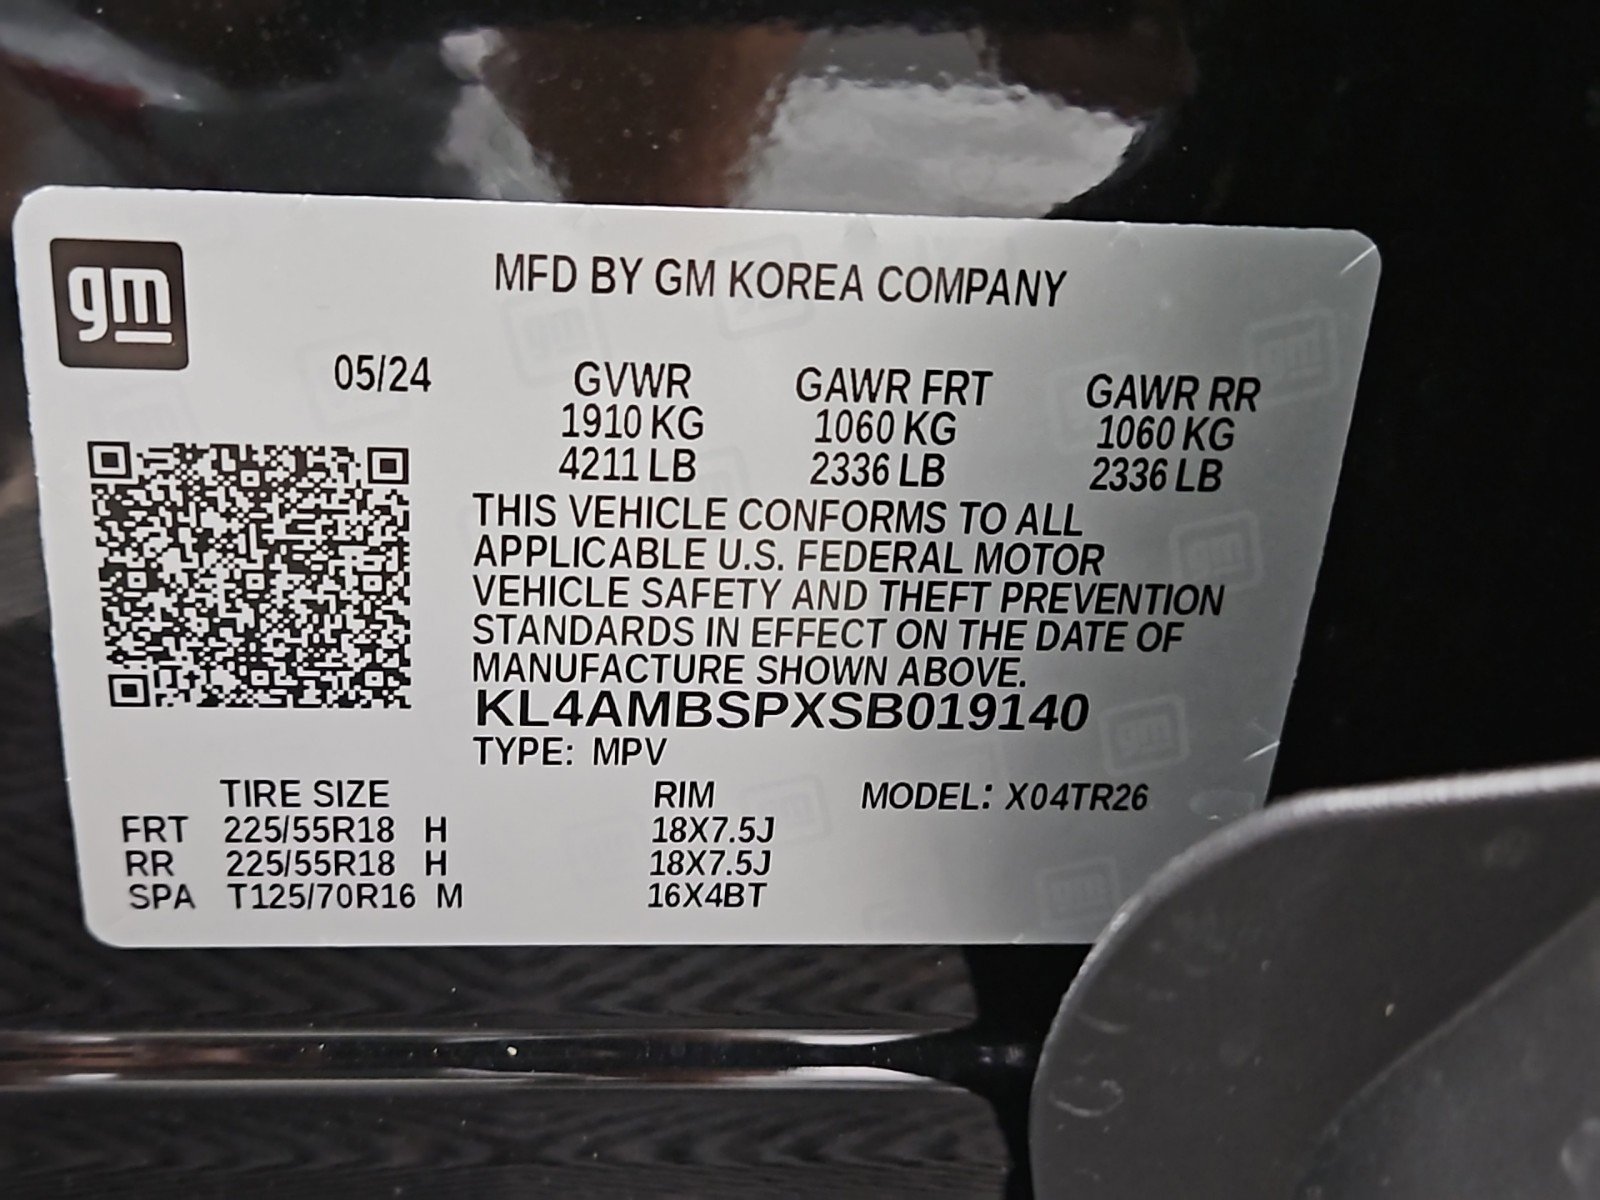 gm
MFD BY GM KOREA COMPANY
05/24 GVWR GAWR FRT GAWR RR
1910 KG 1060 KG 1060 KG
4211 LB 2336 LB 2336 LB
THIS VEHICLE CONFORMS TO ALL
APPLICABLE U.S. FEDERAL MOTOR
VEHICLE SAFETY AND THEFT PREVENTION
STANDARDS IN EFFECT ON THE DATE OF
MANUFACTURE SHOWN ABOVE.
KL4AMBSPXSB019140
TYPE: MPV
TIRE SIZE RIM MODEL: X04TR26
FRT 225/55R18 H 18X7.5J
RR 225/55R18 H 18X7.5J
SPA T125/70R16 M 16X4BT